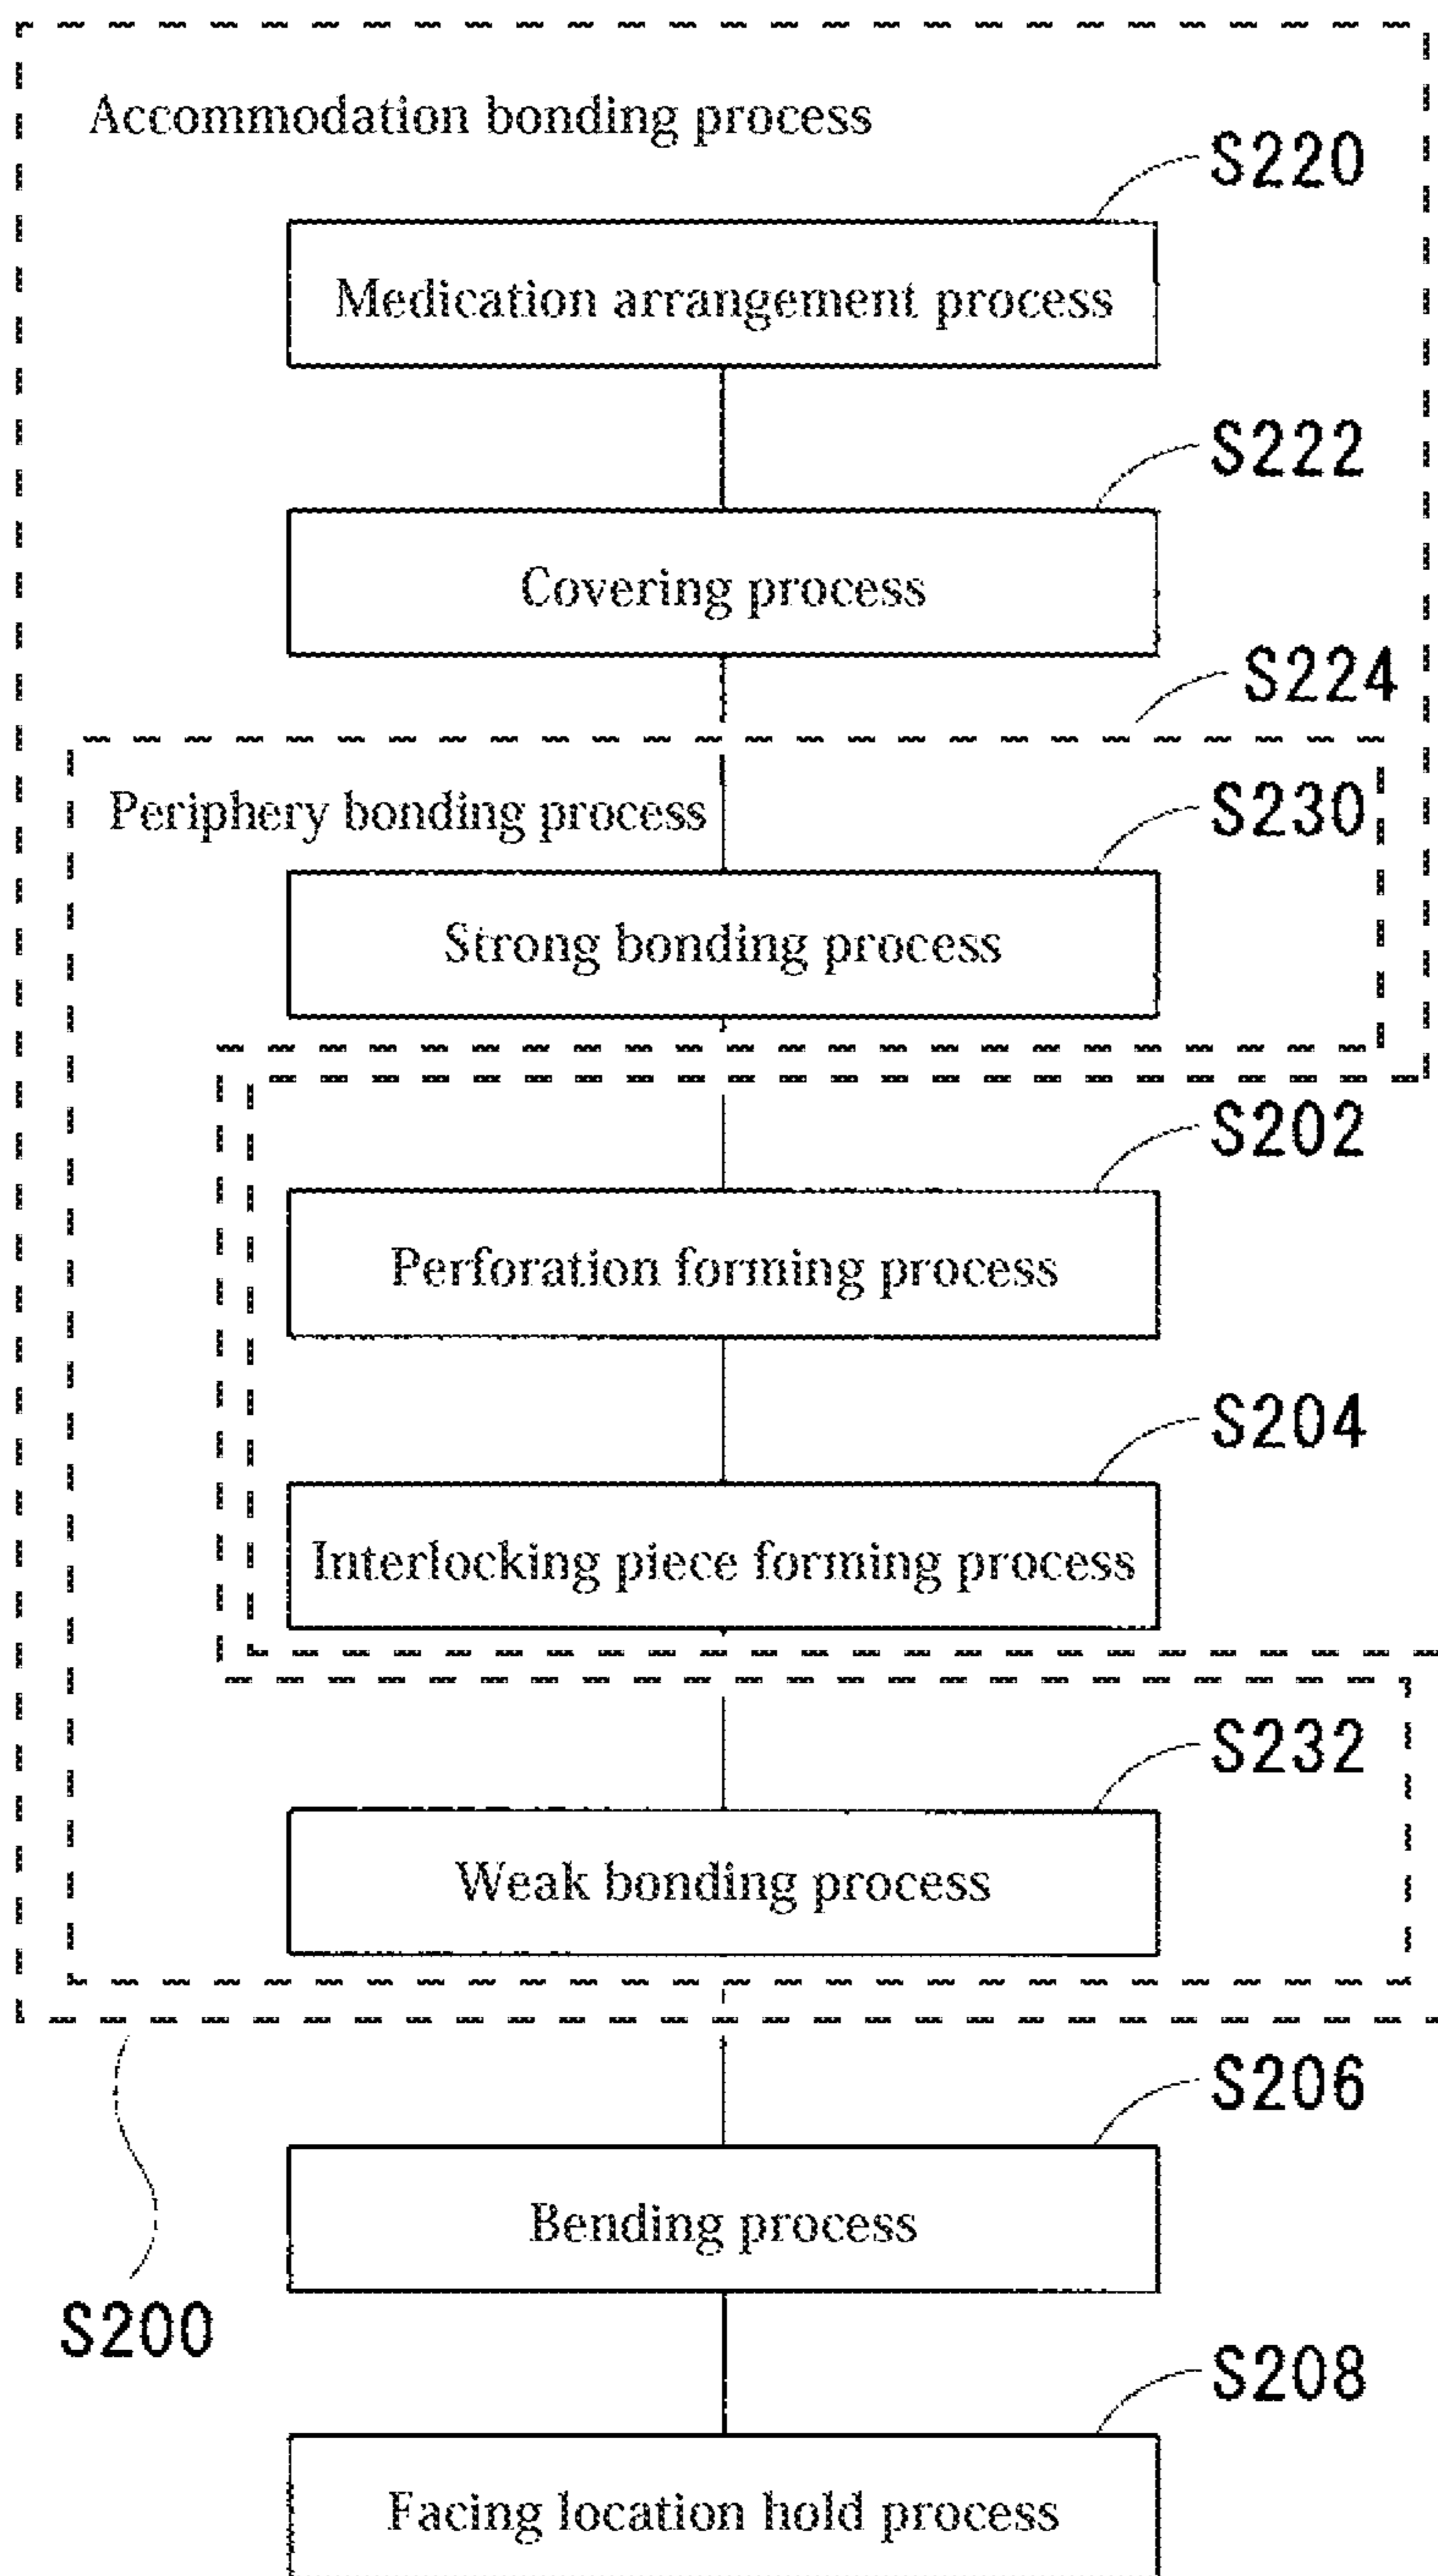 Accommodation bonding process
S220
Medication arrangement process
S222
Covering process
S224
Periphery bonding process
S230
Strong bonding process
S202
Perforation forming process
S204
Interlocking piece forming process
S232
Weak bonding process
S206
Bending process
S200
S208
Facing location hold process